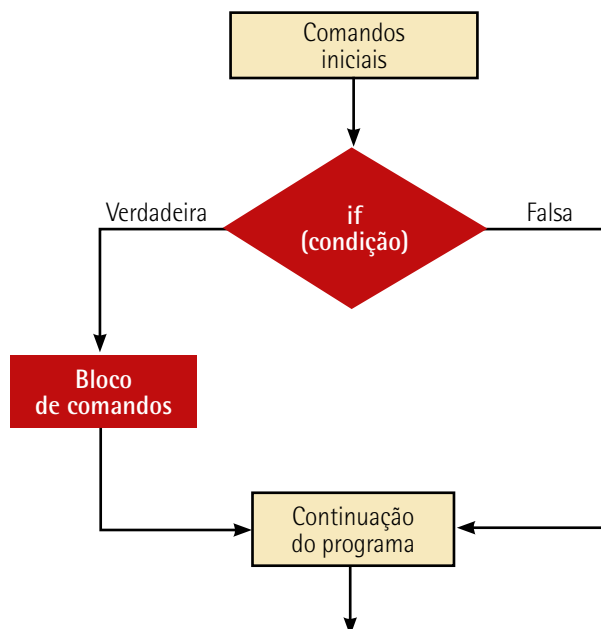 Comandos
iniciais
Verdadeira
if
(condição)
Falsa
Bloco
de comandos
Continuação
do programa